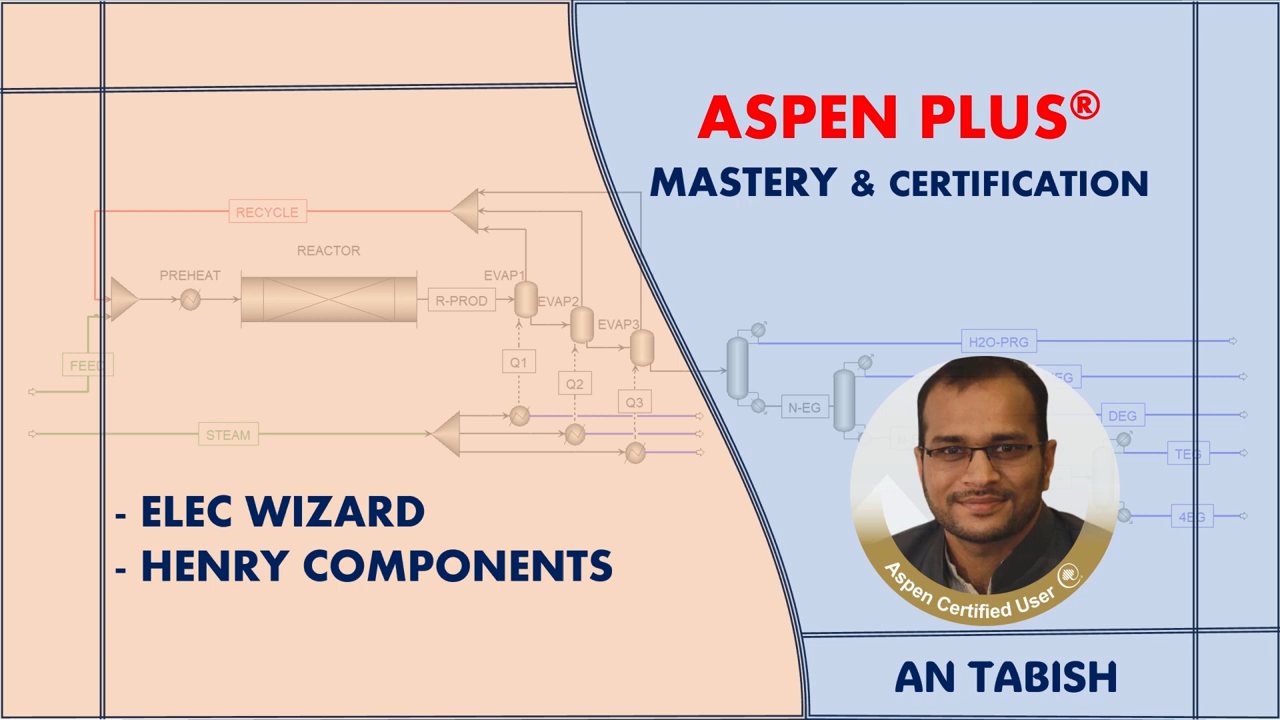 ASPEN PLUS®
MASTERY & CERTIFICATION
RECYCLE
REACTOR
PREHEAT
EVAP1
R-PROD
EVAP2
EVAP3
FEED
Q1
Q2
Q3
STEAM
H2O-PRG
EG
N-EG
DEG
TEG
4EG
- ELEC WIZARD
- HENRY COMPONENTS
Aspen Certified User
AN TABISH